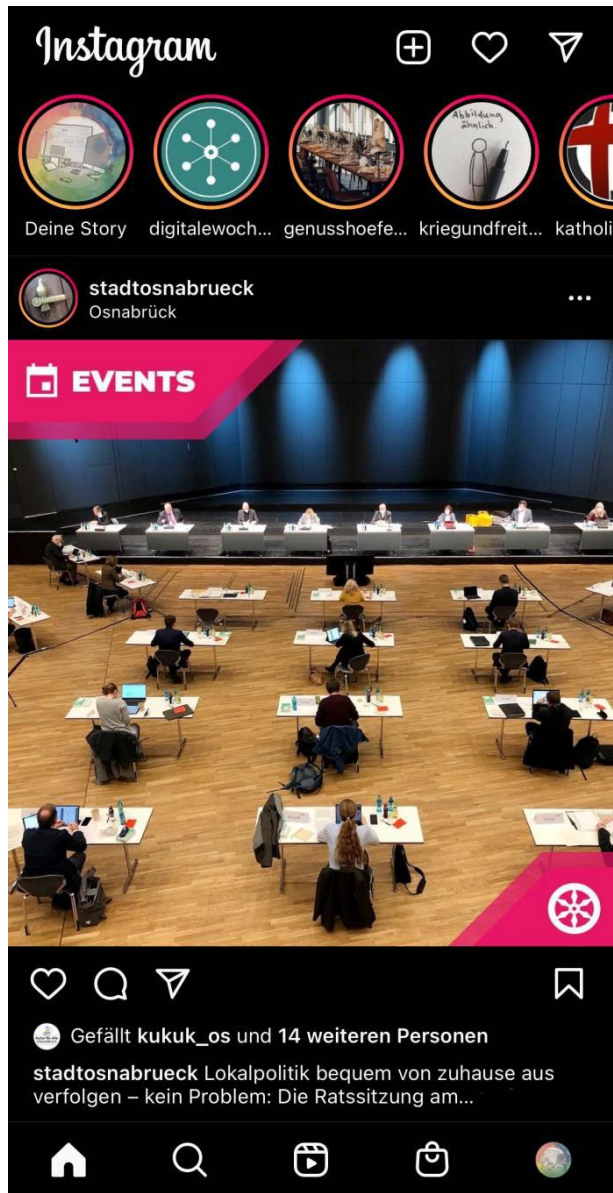 Instagram
Abbildung
ähnlich.
Deine Story
digitalewoch...
genusshoefe...
kriegundfreit...
katholi
stadtosnabrueck
Osnabrück
EVENTS
Gefällt kukuk_os und 14 weiteren Personen
stadtosnabrueck Lokalpolitik bequem von zuhause aus
verfolgen – kein Problem: Die Ratssitzung am...